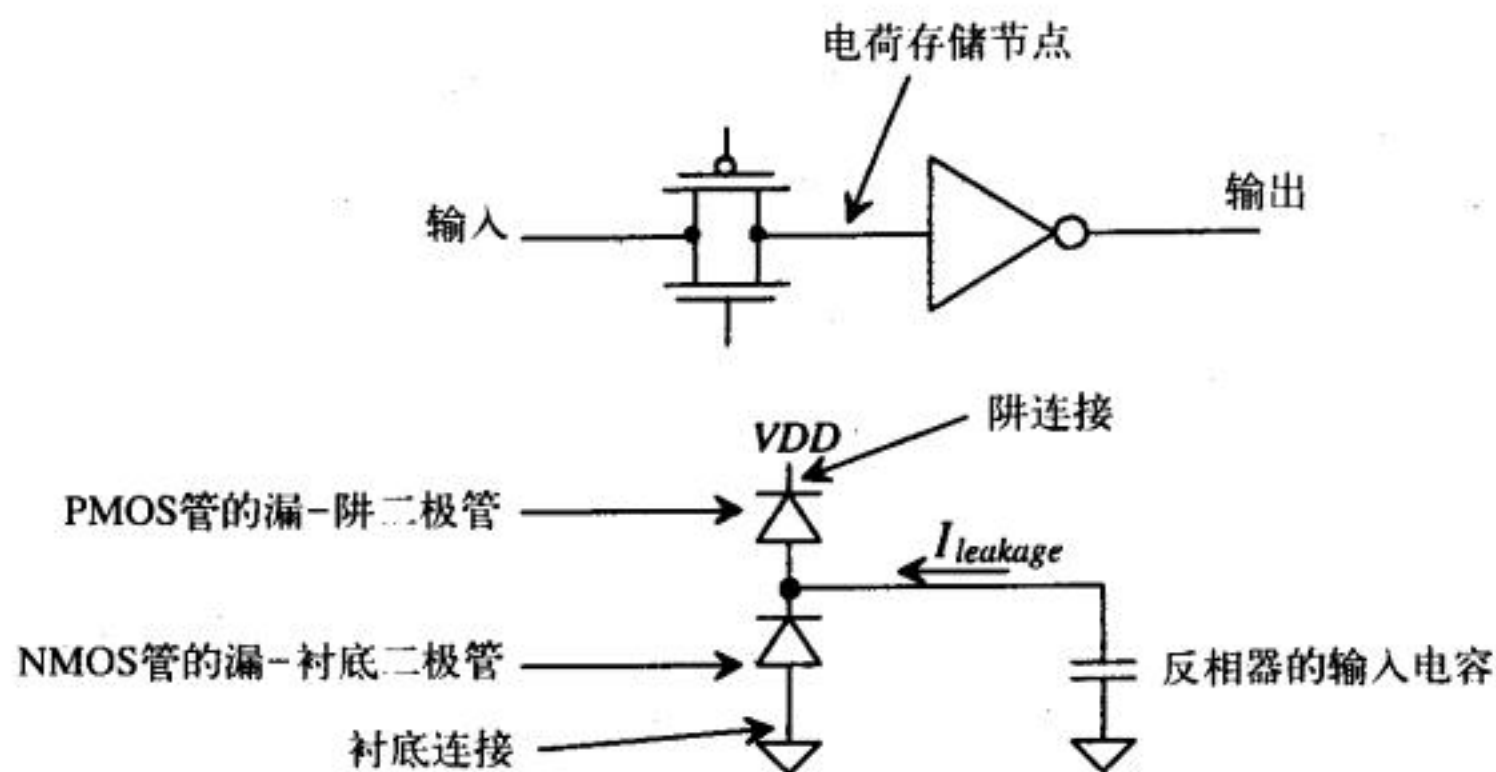 电荷存储节点
输入
输出
阱连接
VDD
PMOS管的漏-阱二极管
I leakage
NMOS管的漏-衬底二极管
反相器的输入电容
衬底连接